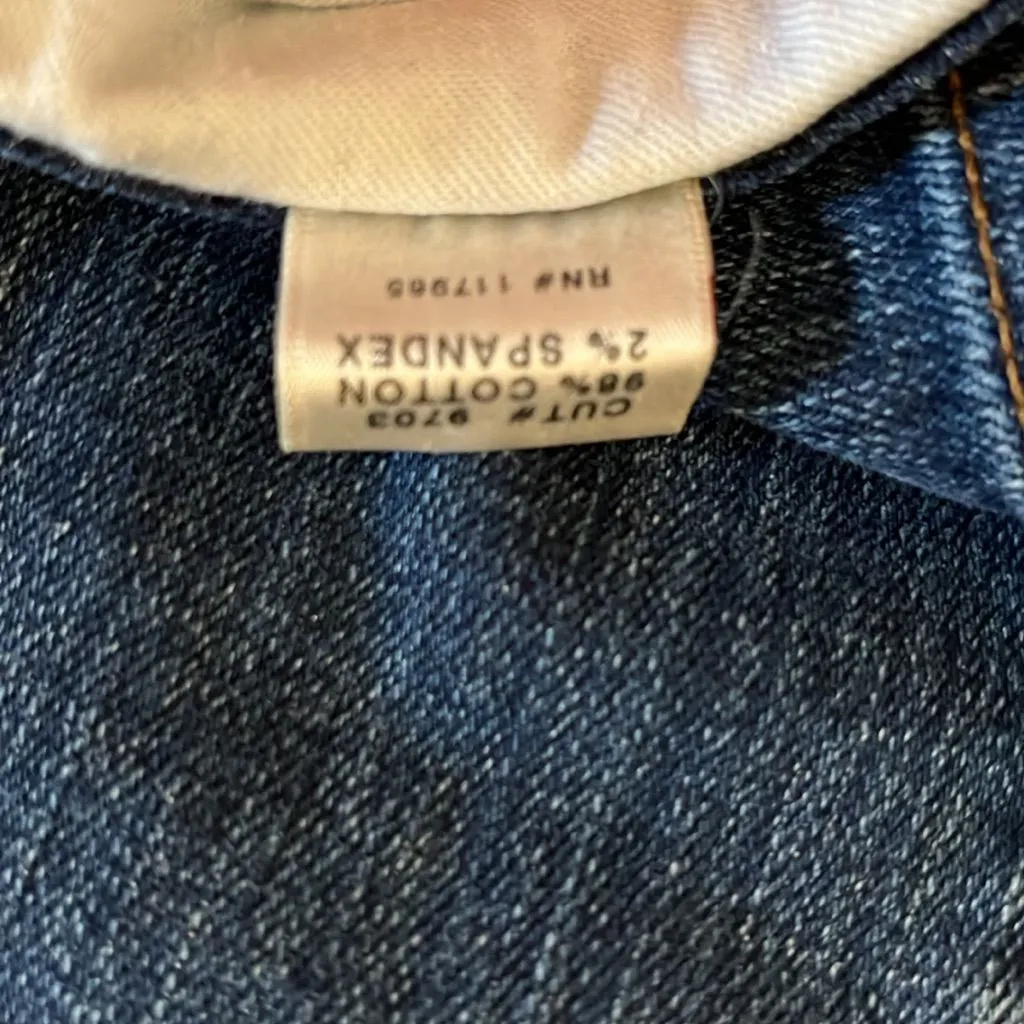 CUT# 9703
98% COTTON
2% SPANDEX
RN# 117965